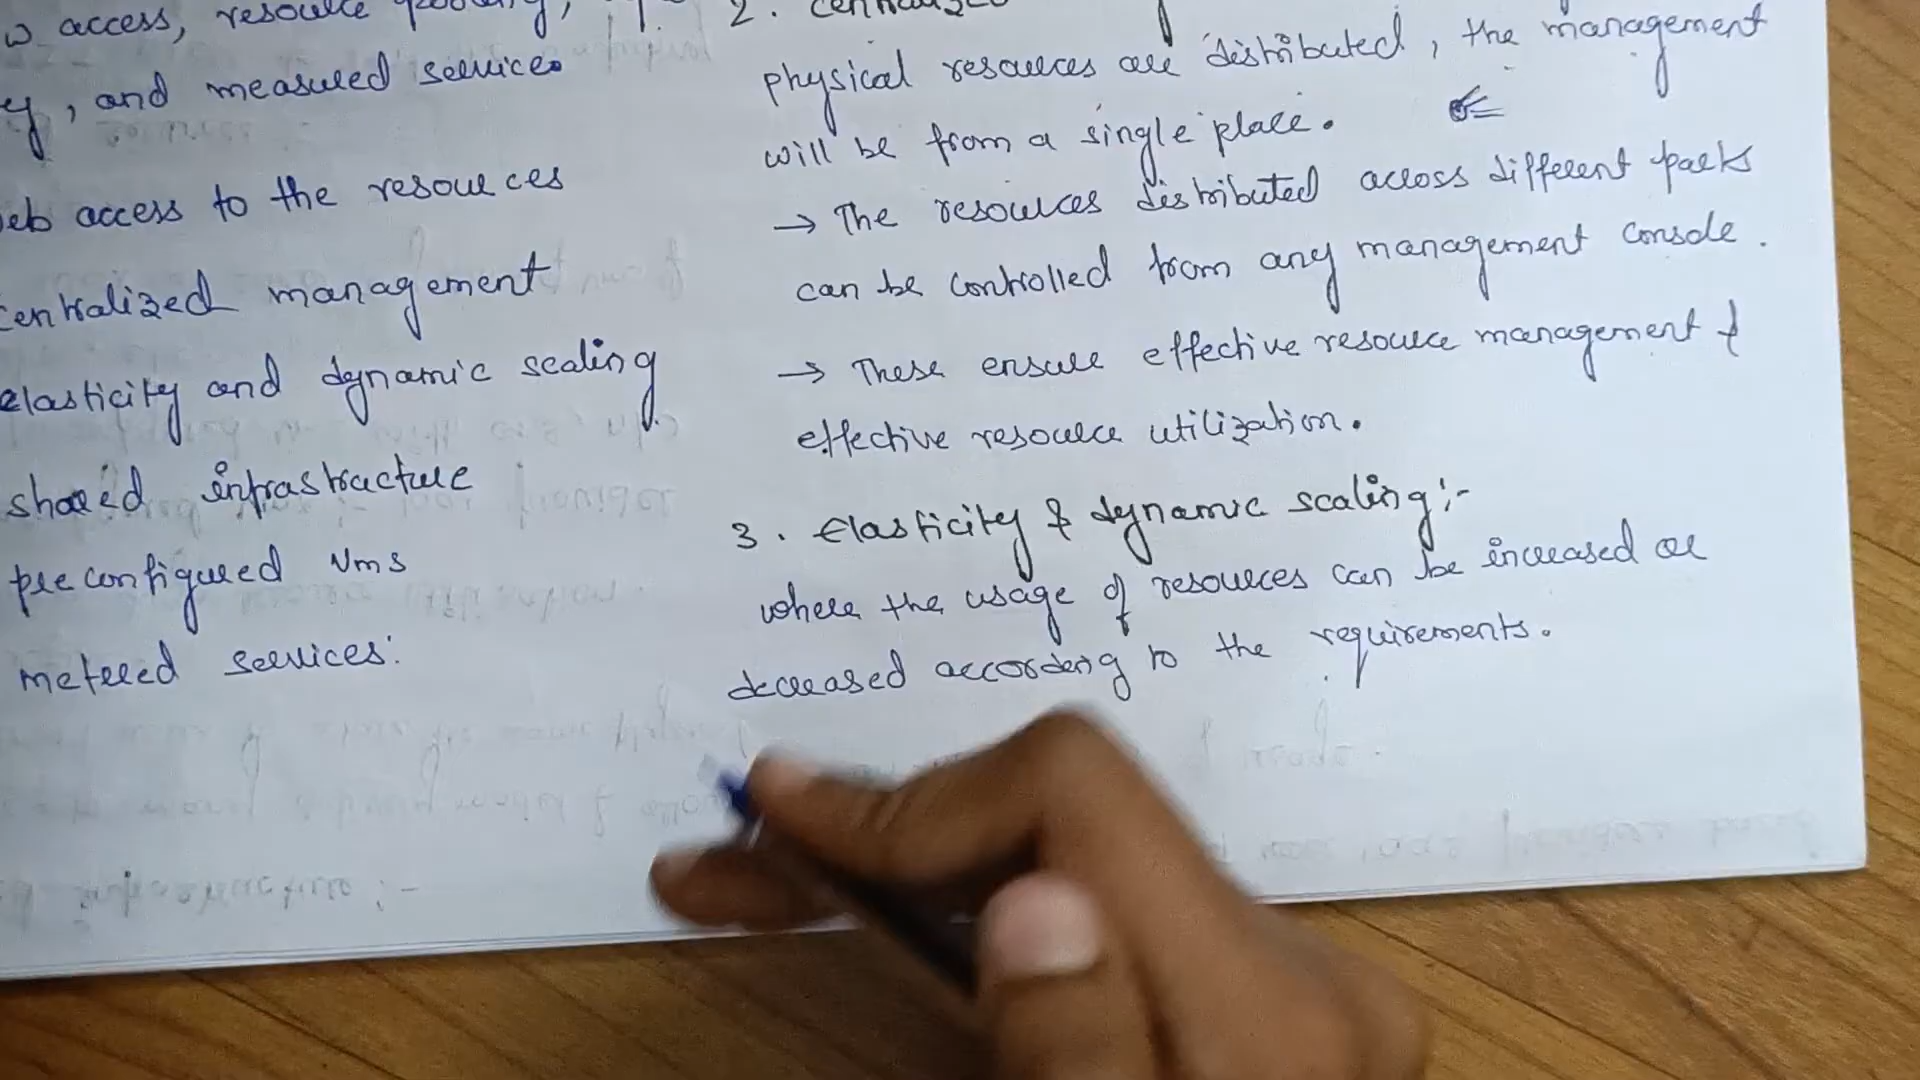 access, resource
, and measured services
access to the resources
management
elasticity and dynamic scaling
shared infrastructure
preconfigured Vms
metered services:
2.
physical resources are distributed, the management
will be from a single place.
→ The resources distributed across different parts
can be controlled from any management console.
→ These ensure effective resource management &
effective resource utilization.
3. Elasticity & dynamic scaling:-
where the usage of resources can be increased or
decreased according to the requirements.